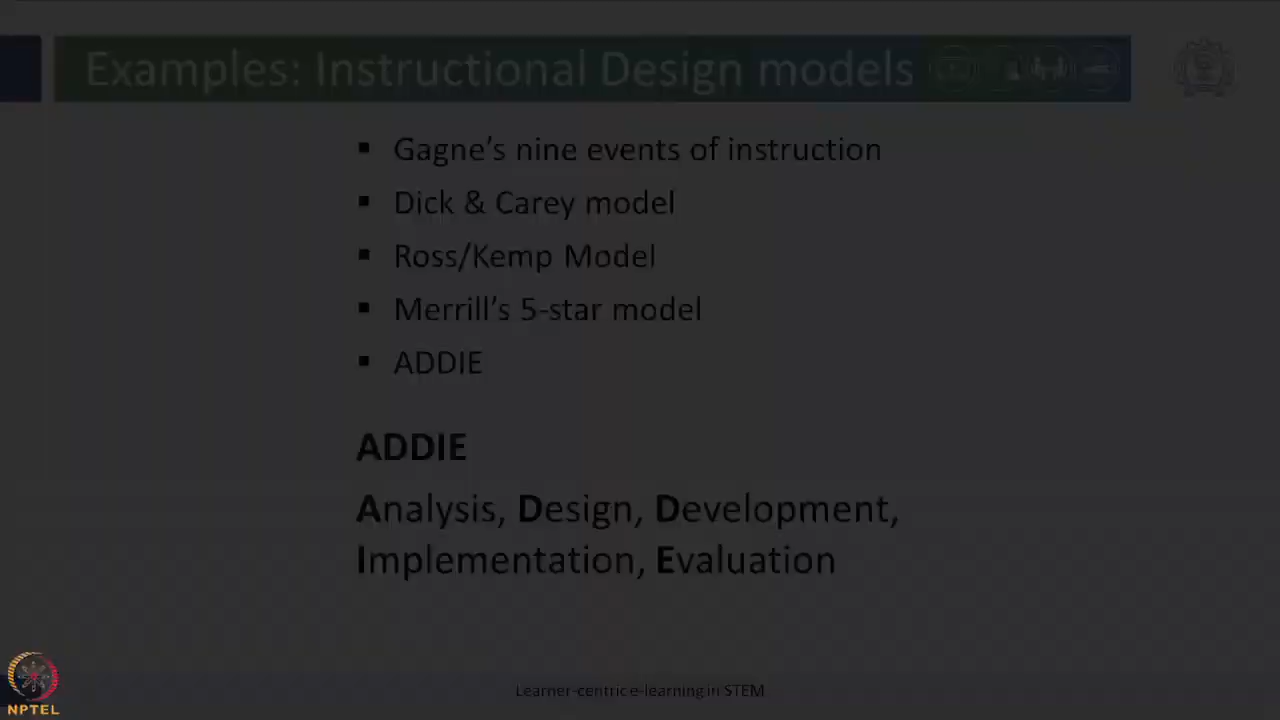 Examples: Instructional Design models
▪ Gagne's nine events of instruction
▪ Dick & Carey model
▪ Ross/Kemp Model
▪ Merrill's 5-star model
▪ ADDIE
ADDIE
Analysis, Design, Development,
Implementation, Evaluation
Learner-centric e-learning in STEM
NPTEL